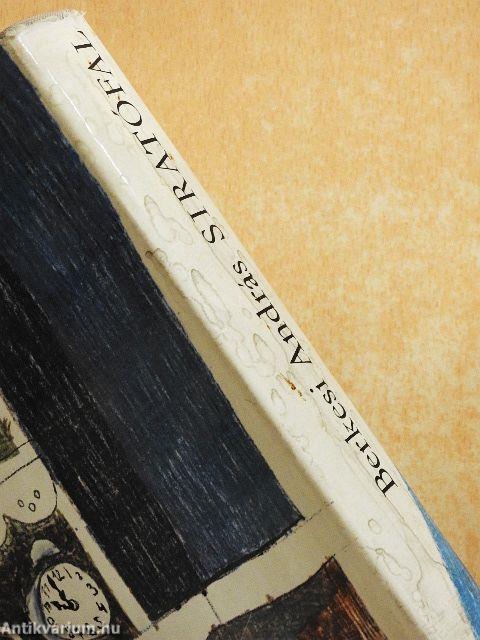 Berkesi András SIRATÓFAL
Antikvarium.hu